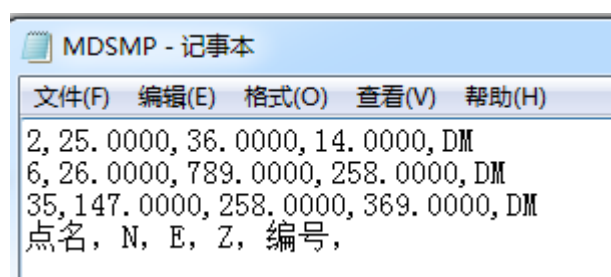 MDSMP - 记事本
文件(F) 编辑(E) 格式(O) 查看(V) 帮助(H)
2,25.0000,36.0000,14.0000,DM
6,26.0000,789.0000,258.0000,DM
35,147.0000,258.0000,369.0000,DM
点名，N，E，Z，编号，